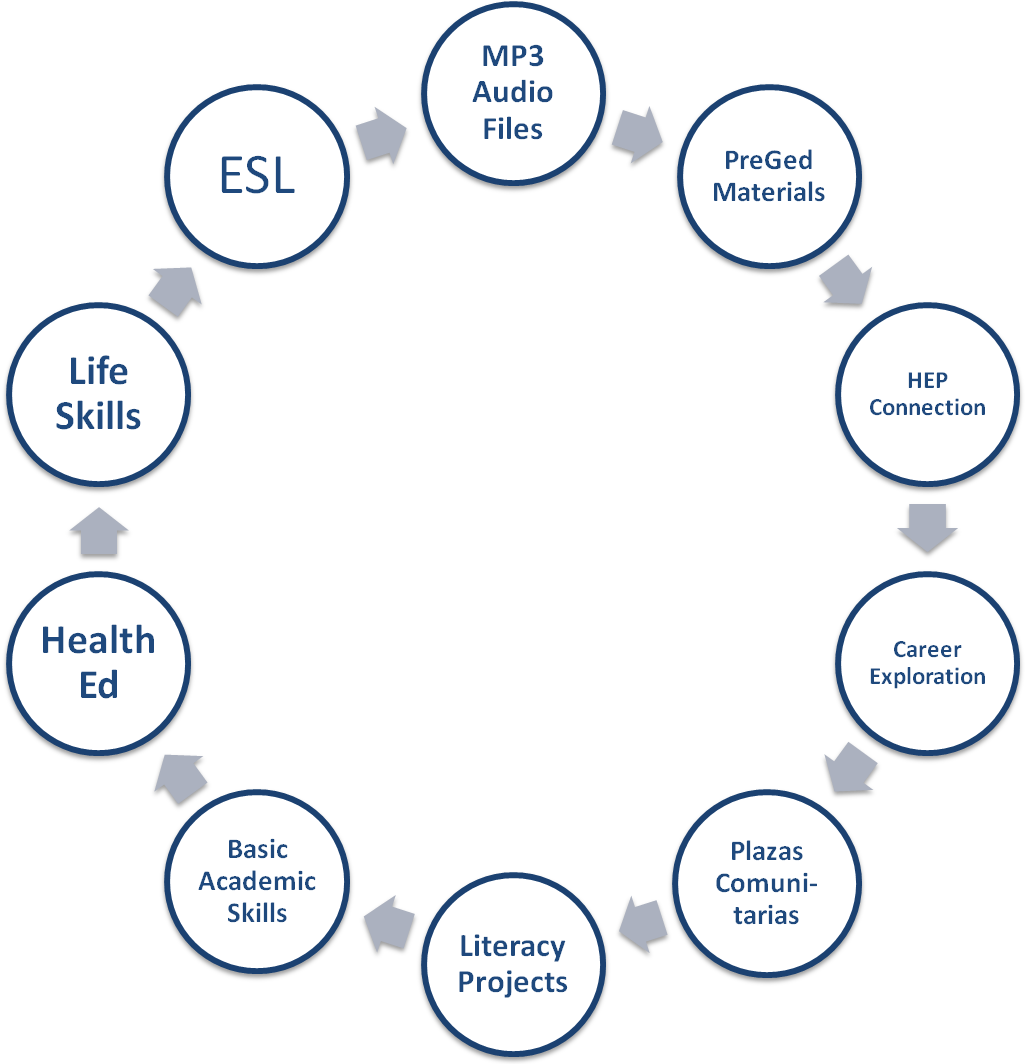 MP3
Audio
Files
PreGed
Materials
HEP
Connection
Career
Exploration
Plazas
Comuni-
tarias
Literacy
Projects
Basic
Academic
Skills
Health
Ed
Life
Skills
ESL